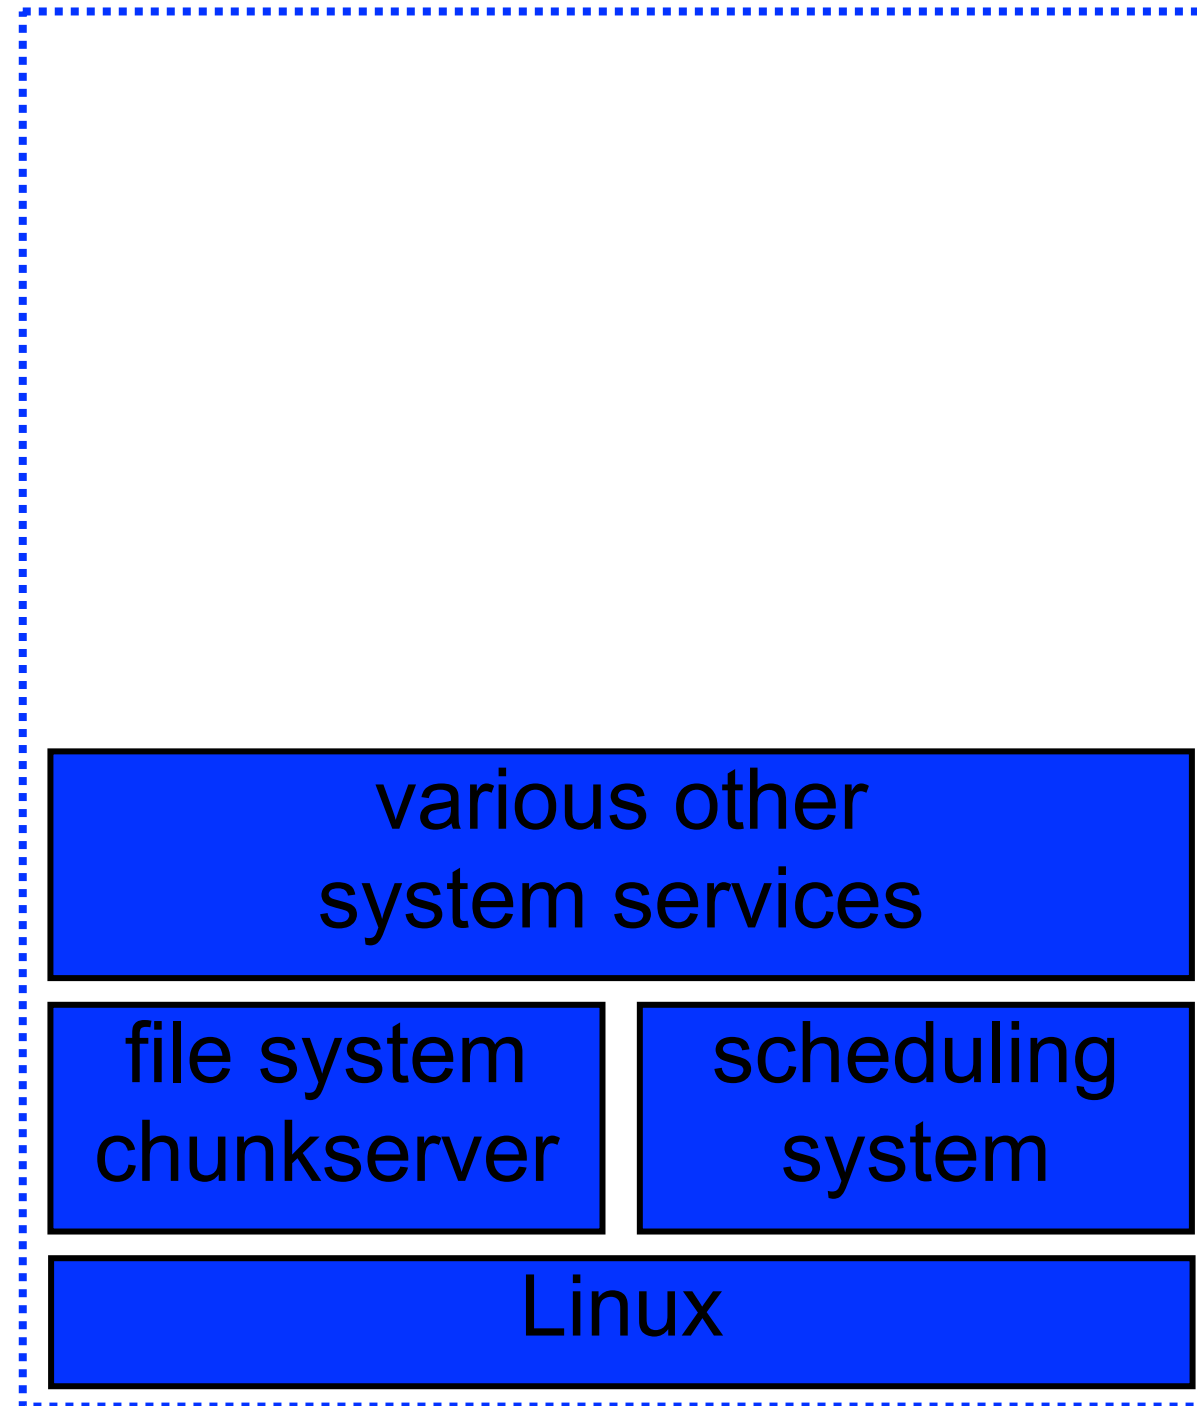 various other
system services
file system
chunkserver
scheduling
system
Linux